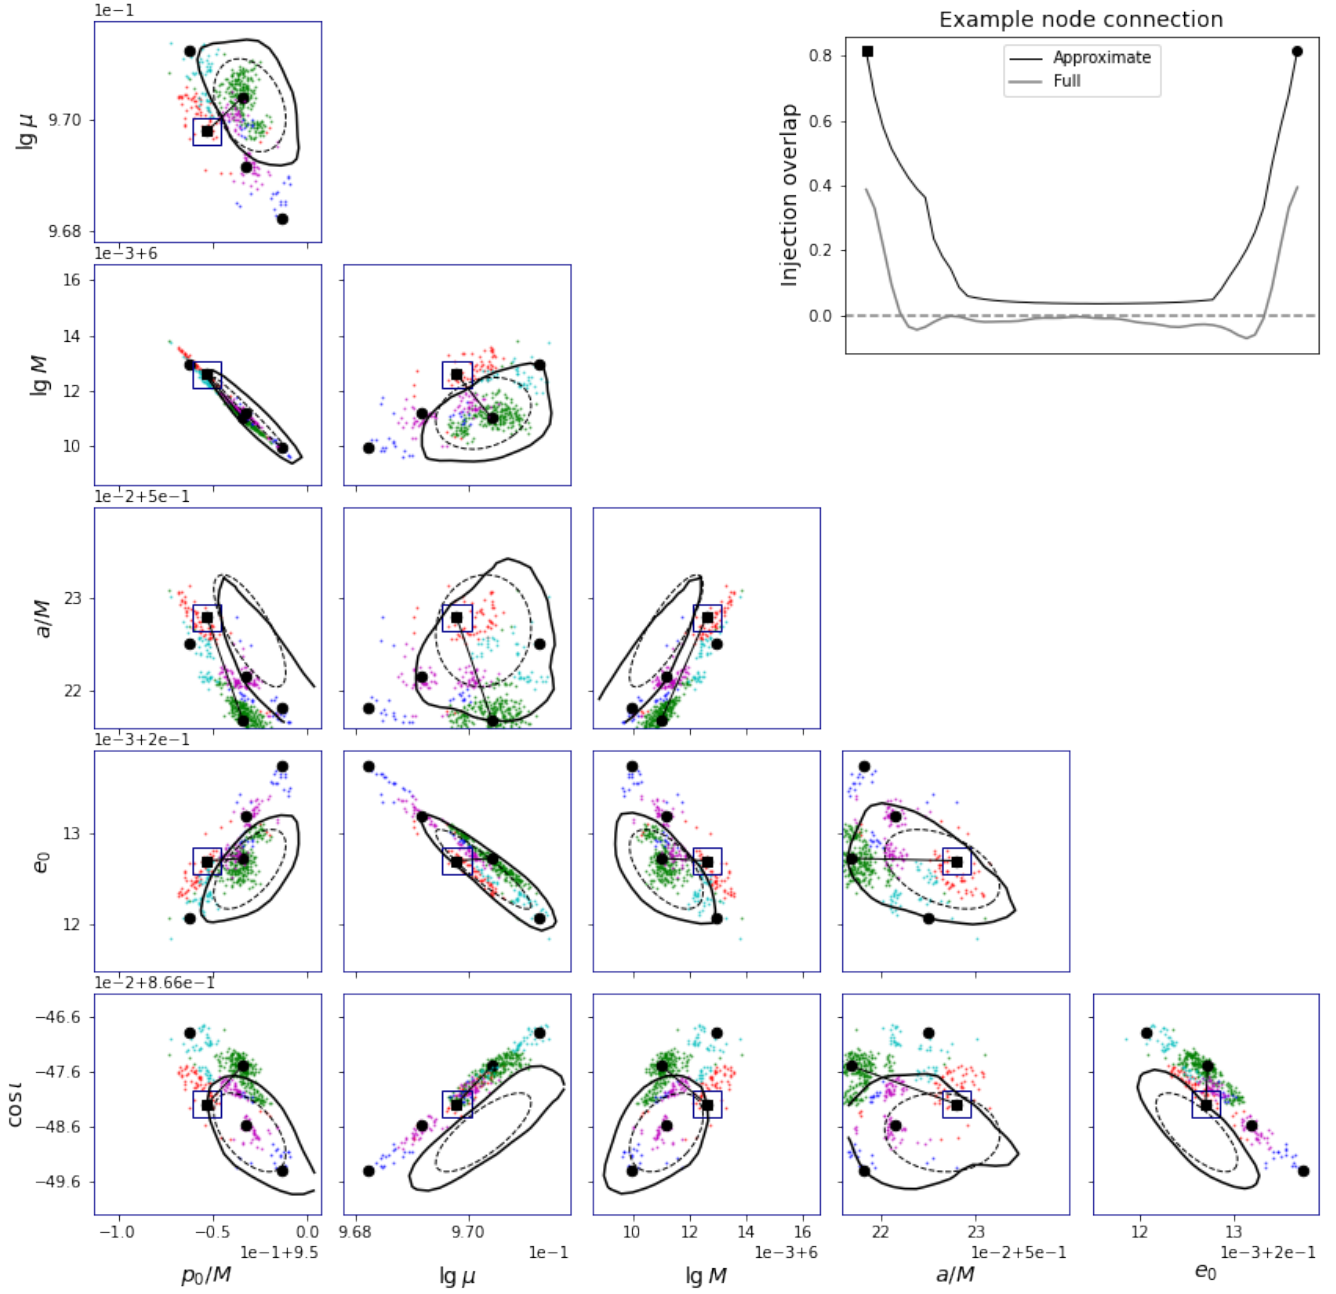 1e−1
Example node connection
lg μ
9.70
9.68
Injection overlap
0.8
0.6
0.4
0.2
0.0
Approximate
Full
1e−3+6
lg M
16
14
12
10
1e−2+5e−1
a/M
23
22
1e−3+2e−1
e₀
13
12
1e−2+8.66e−1
cos ι
−46.6
−47.6
−48.6
−49.6
−1.0 −0.5 0.0 9.68 9.70 10 12 14 16 22 23 12 13
1e−1+9.5 1e−1 1e−3+6 1e−2+5e−1 1e−3+2e−1
p₀/M lg μ lg M a/M e₀